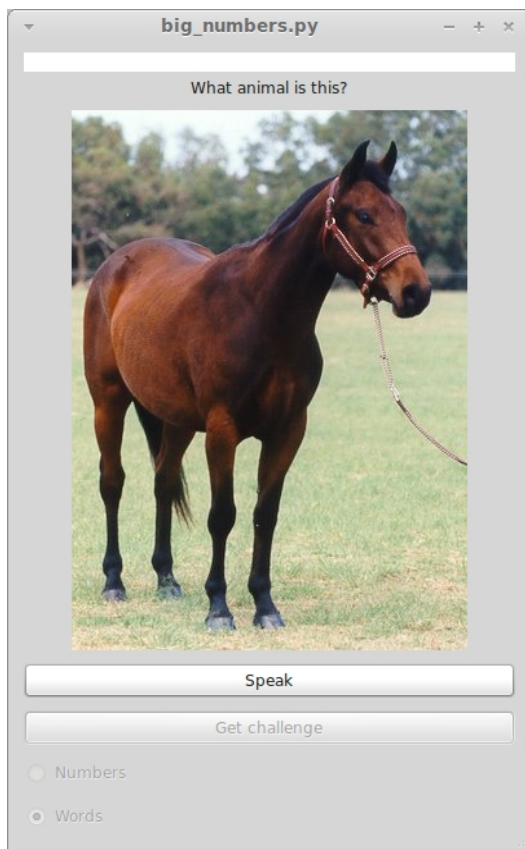 big_numbers.py
What animal is this?
Speak
Get challenge
Numbers
Words